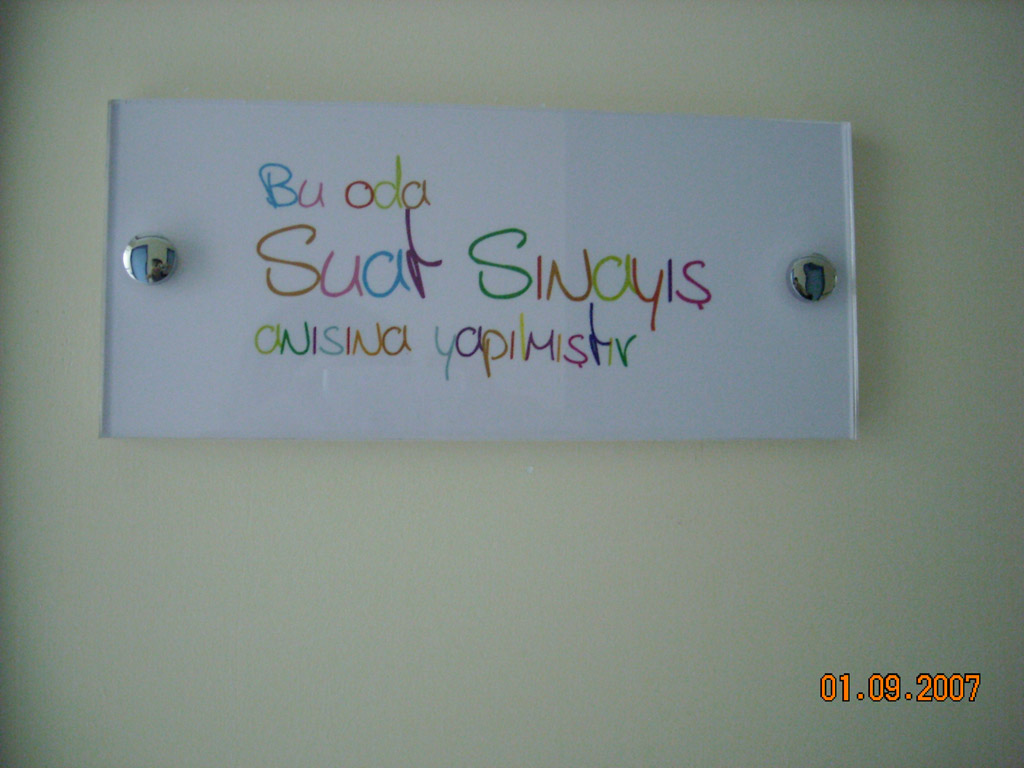 Bu oda
Suat Sınayış
anısına yapılmıştır
01.09.2007